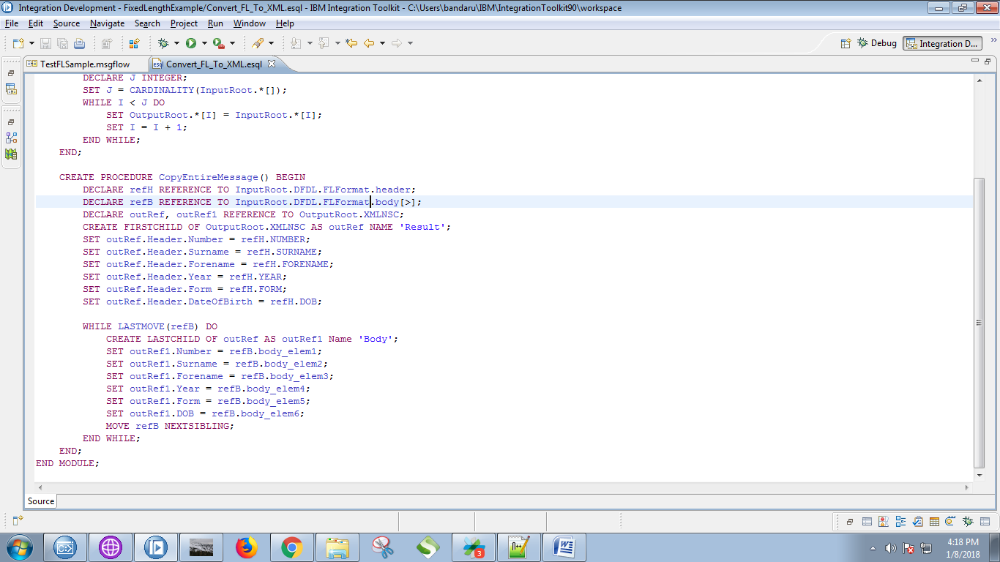 Integration Development - FixedLengthExample/Convert_FL_To_XML.esql - IBM Integration Toolkit - C:\Users\bandaru\IBM\IntegrationToolkit90\workspace
File Edit Source Navigate Search Project Run Window Help
Debug Integration D...
TestFLSample.msgflow Convert_FL_To_XML.esql
DECLARE J INTEGER;
SET J = CARDINALITY(InputRoot.*[]);
WHILE I < J DO
SET OutputRoot.*[I] = InputRoot.*[I];
SET I = I + 1;
END WHILE;
END;
CREATE PROCEDURE CopyEntireMessage() BEGIN
DECLARE refH REFERENCE TO InputRoot.DFDL.FLFormat.header;
DECLARE refB REFERENCE TO InputRoot.DFDL.FLFormat.body[>];
DECLARE outRef, outRef1 REFERENCE TO OutputRoot.XMLNSC;
CREATE FIRSTCHILD OF OutputRoot.XMLNSC AS outRef NAME 'Result';
SET outRef.Header.Number = refH.NUMBER;
SET outRef.Header.Surname = refH.SURNAME;
SET outRef.Header.Forename = refH.FORENAME;
SET outRef.Header.Year = refH.YEAR;
SET outRef.Header.Form = refH.FORM;
SET outRef.Header.DateOfBirth = refH.DOB;
WHILE LASTMOVE(refB) DO
CREATE LASTCHILD OF outRef AS outRef1 Name 'Body';
SET outRef1.Number = refB.body_elem1;
SET outRef1.Surname = refB.body_elem2;
SET outRef1.Forename = refB.body_elem3;
SET outRef1.Year = refB.body_elem4;
SET outRef1.Form = refB.body_elem5;
SET outRef1.DOB = refB.body_elem6;
MOVE refB NEXTSIBLING;
END WHILE;
END;
END MODULE;
Source
4:18 PM
1/8/2018